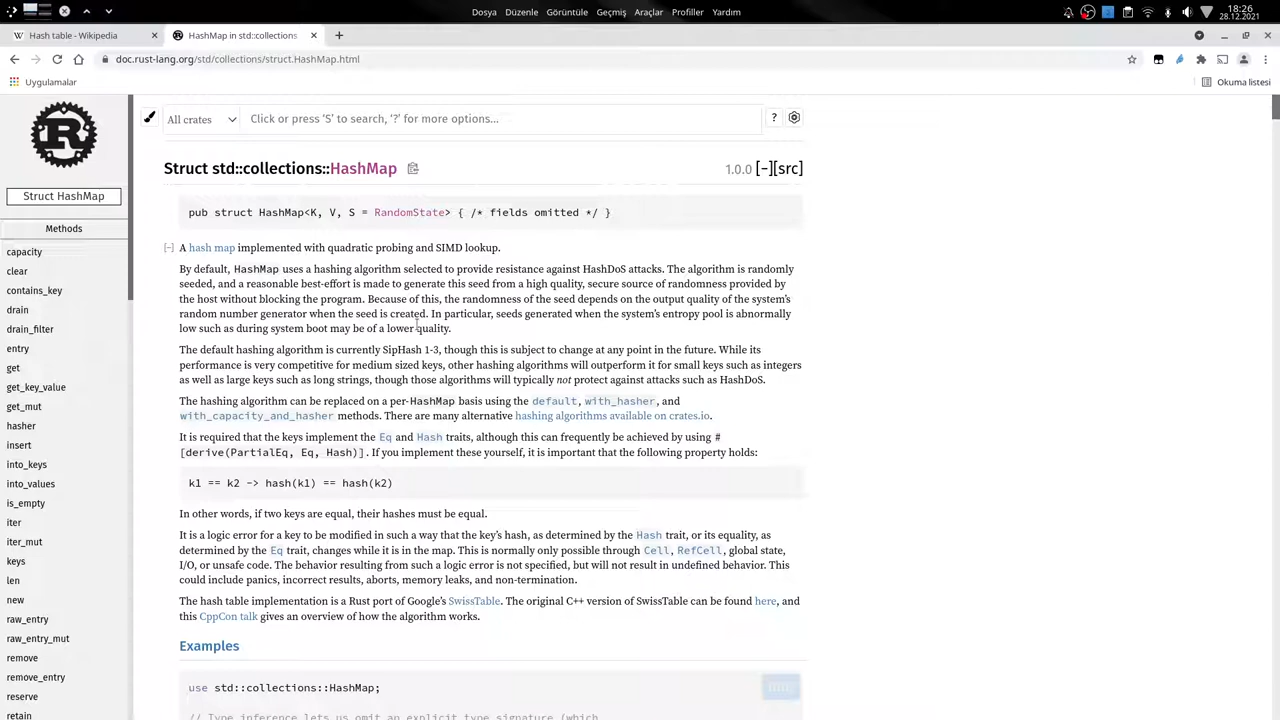 Dosya Düzenle Görüntüle Geçmiş Araçlar Profiller Yardım
18:26
28.12.2021
W Hash table - Wikipedia
HashMap in std::collections
doc.rust-lang.org/std/collections/struct.HashMap.html
Uygulamalar
Okuma listesi
R
All crates
Click or press 'S' to search, '?' for more options...
?
Struct std::collections::HashMap
1.0.0 [−][src]
Struct HashMap
pub struct HashMap<K, V, S = RandomState> { /* fields omitted */ }
Methods
[−] A hash map implemented with quadratic probing and SIMD lookup.
By default, HashMap uses a hashing algorithm selected to provide resistance against HashDoS attacks. The algorithm is randomly
seeded, and a reasonable best-effort is made to generate this seed from a high quality, secure source of randomness provided by
the host without blocking the program. Because of this, the randomness of the seed depends on the output quality of the system's
random number generator when the seed is created. In particular, seeds generated when the system's entropy pool is abnormally
low such as during system boot may be of a lower quality.
The default hashing algorithm is currently SipHash 1-3, though this is subject to change at any point in the future. While its
performance is very competitive for medium sized keys, other hashing algorithms will outperform it for small keys such as integers
as well as large keys such as long strings, though those algorithms will typically not protect against attacks such as HashDoS.
The hashing algorithm can be replaced on a per-HashMap basis using the default, with_hasher, and
with_capacity_and_hasher methods. There are many alternative hashing algorithms available on crates.io.
It is required that the keys implement the Eq and Hash traits, although this can frequently be achieved by using #
[derive(PartialEq, Eq, Hash)]. If you implement these yourself, it is important that the following property holds:
k1 == k2 -> hash(k1) == hash(k2)
In other words, if two keys are equal, their hashes must be equal.
It is a logic error for a key to be modified in such a way that the key's hash, as determined by the Hash trait, or its equality, as
determined by the Eq trait, changes while it is in the map. This is normally only possible through Cell, RefCell, global state,
I/O, or unsafe code. The behavior resulting from such a logic error is not specified, but will not result in undefined behavior. This
could include panics, incorrect results, aborts, memory leaks, and non-termination.
The hash table implementation is a Rust port of Google's SwissTable. The original C++ version of SwissTable can be found here, and
this CppCon talk gives an overview of how the algorithm works.
Examples
use std::collections::HashMap;
// Type inference lets us omit an explicit type signature (which
capacity
clear
contains_key
drain
drain_filter
entry
get
get_key_value
get_mut
hasher
insert
into_keys
into_values
is_empty
iter
iter_mut
keys
len
new
raw_entry
raw_entry_mut
remove
remove_entry
reserve
retain